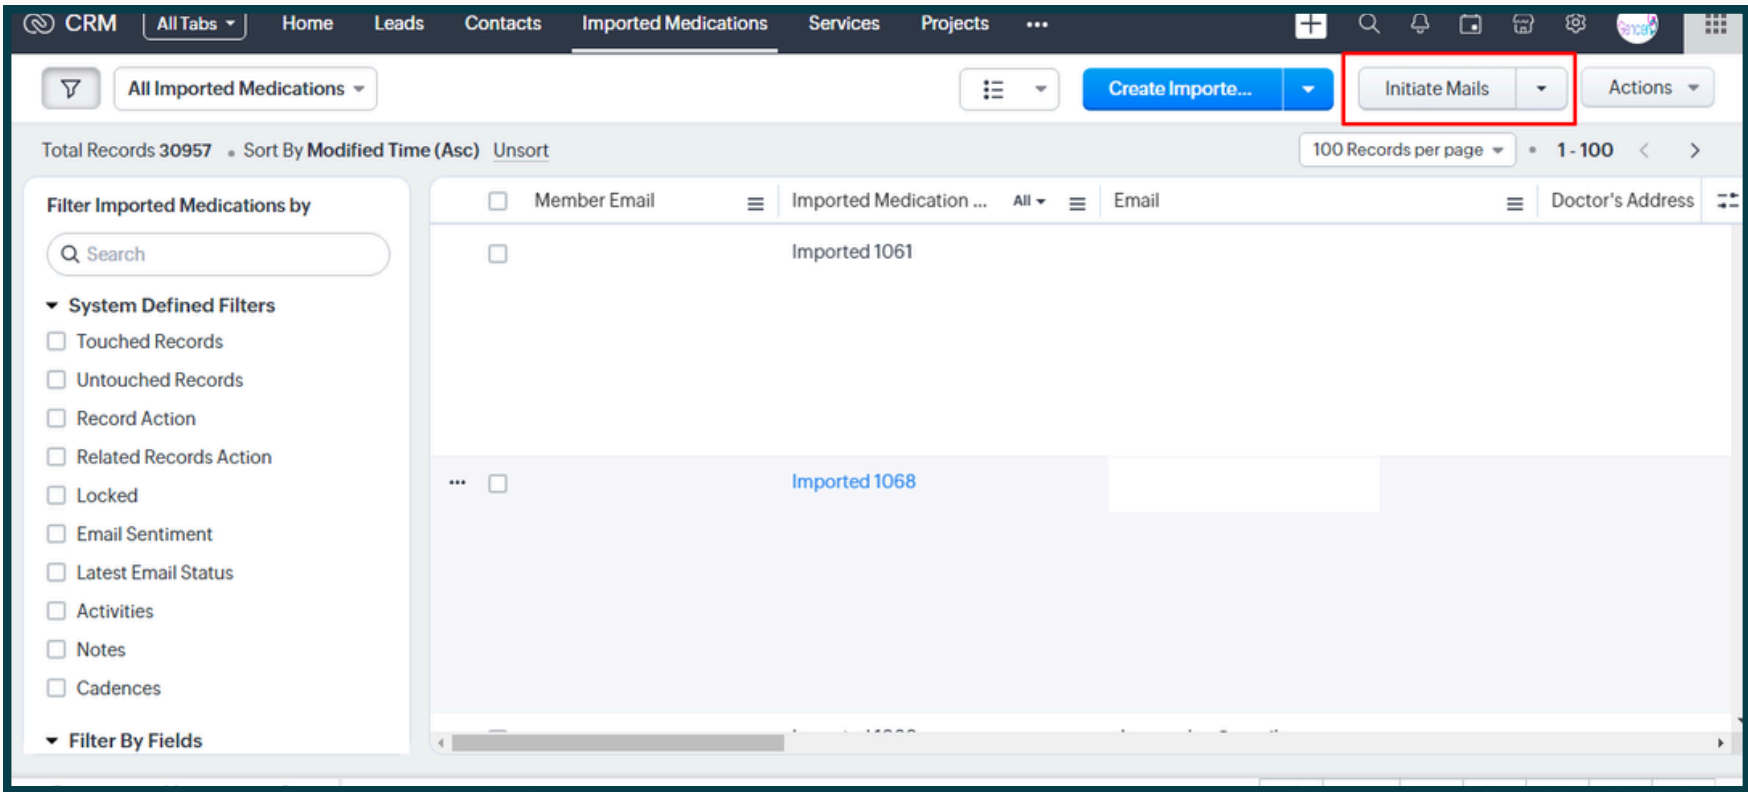 CRM All Tabs Home Leads Contacts Imported Medications Services Projects •••
All Imported Medications Create Importe... Initiate Mails Actions
Total Records 30957 • Sort By Modified Time (Asc) Unsort 100 Records per page • 1 - 100
Filter Imported Medications by
Search
System Defined Filters
Touched Records
Untouched Records
Record Action
Related Records Action
Locked
Email Sentiment
Latest Email Status
Activities
Notes
Cadences
Filter By Fields
Member Email Imported Medication ... All Email Doctor's Address
Imported 1061
••• Imported 1068